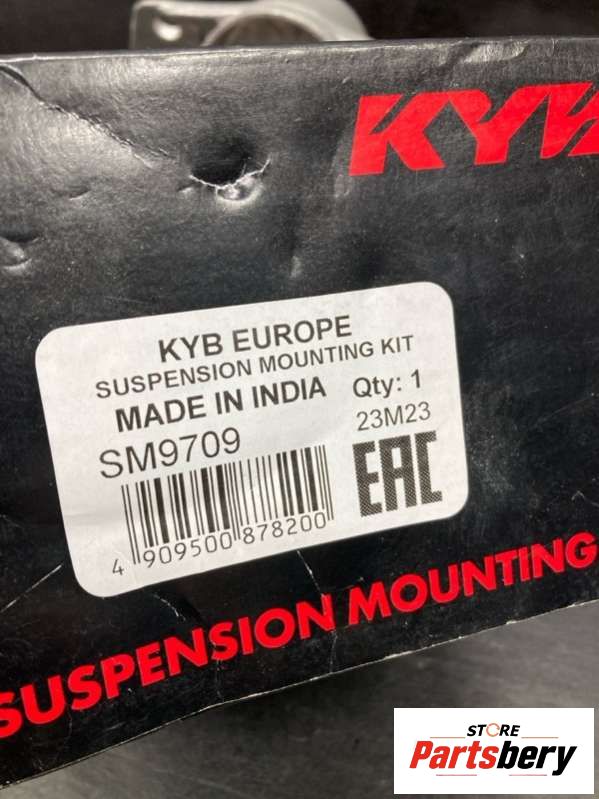 KYB
KYB EUROPE
SUSPENSION MOUNTING KIT
MADE IN INDIA Qty: 1
SM9709 23M23
EAC
4 909500 878200
SUSPENSION MOUNTING
STORE
Partsbery